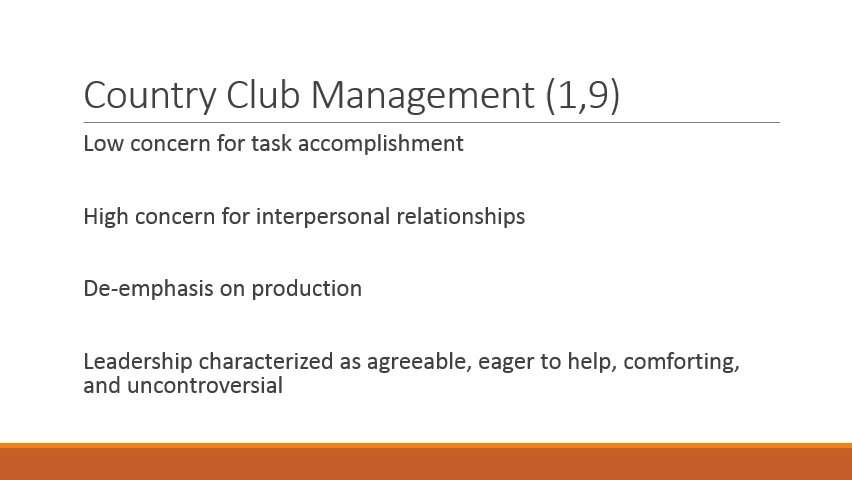 Country Club Management (1,9)
Low concern for task accomplishment
High concern for interpersonal relationships
De-emphasis on production
Leadership characterized as agreeable, eager to help, comforting,
and uncontroversial